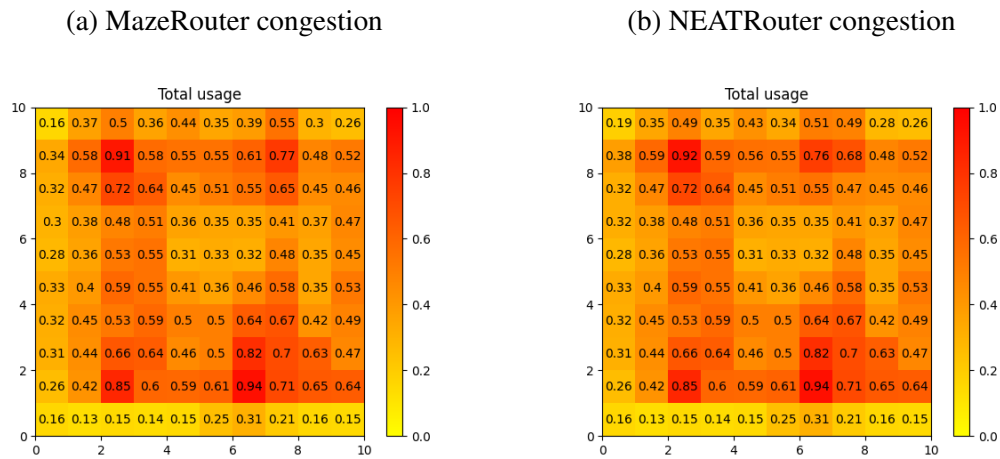 (a) MazeRouter congestion
(b) NEATRouter congestion
Total usage
10
0.16 0.37 0.5 0.36 0.44 0.35 0.39 0.55 0.3 0.26
1.0
0.34 0.58 0.91 0.58 0.55 0.55 0.61 0.77 0.48 0.52
8
0.8
0.32 0.47 0.72 0.64 0.45 0.51 0.57 0.65 0.45 0.46
0.3 0.38 0.48 0.51 0.36 0.35 0.35 0.41 0.37 0.47
6
0.6
0.28 0.36 0.53 0.55 0.31 0.33 0.32 0.48 0.35 0.45
0.33 0.4 0.59 0.55 0.41 0.36 0.46 0.58 0.35 0.53
4
0.4
0.32 0.45 0.53 0.59 0.5 0.5 0.64 0.67 0.42 0.49
0.31 0.44 0.66 0.64 0.46 0.5 0.82 0.7 0.63 0.47
2
0.2
0.26 0.42 0.85 0.6 0.59 0.61 0.94 0.71 0.65 0.64
0.16 0.13 0.15 0.14 0.15 0.25 0.31 0.21 0.16 0.15
0
0.0
0 2 4 6 8 10
Total usage
10
0.19 0.35 0.49 0.35 0.43 0.34 0.51 0.49 0.28 0.26
1.0
0.38 0.59 0.92 0.59 0.56 0.55 0.76 0.68 0.48 0.52
8
0.8
0.32 0.47 0.72 0.64 0.45 0.51 0.55 0.47 0.45 0.46
0.32 0.38 0.48 0.51 0.36 0.35 0.35 0.41 0.37 0.47
6
0.6
0.28 0.36 0.53 0.55 0.31 0.33 0.32 0.48 0.35 0.45
0.33 0.4 0.59 0.55 0.41 0.36 0.46 0.58 0.35 0.53
4
0.4
0.32 0.45 0.53 0.59 0.5 0.5 0.64 0.67 0.42 0.49
0.31 0.44 0.66 0.64 0.46 0.5 0.82 0.7 0.63 0.47
2
0.2
0.26 0.42 0.85 0.6 0.59 0.61 0.94 0.71 0.65 0.64
0.16 0.13 0.15 0.14 0.15 0.25 0.31 0.21 0.16 0.15
0
0.0
0 2 4 6 8 10